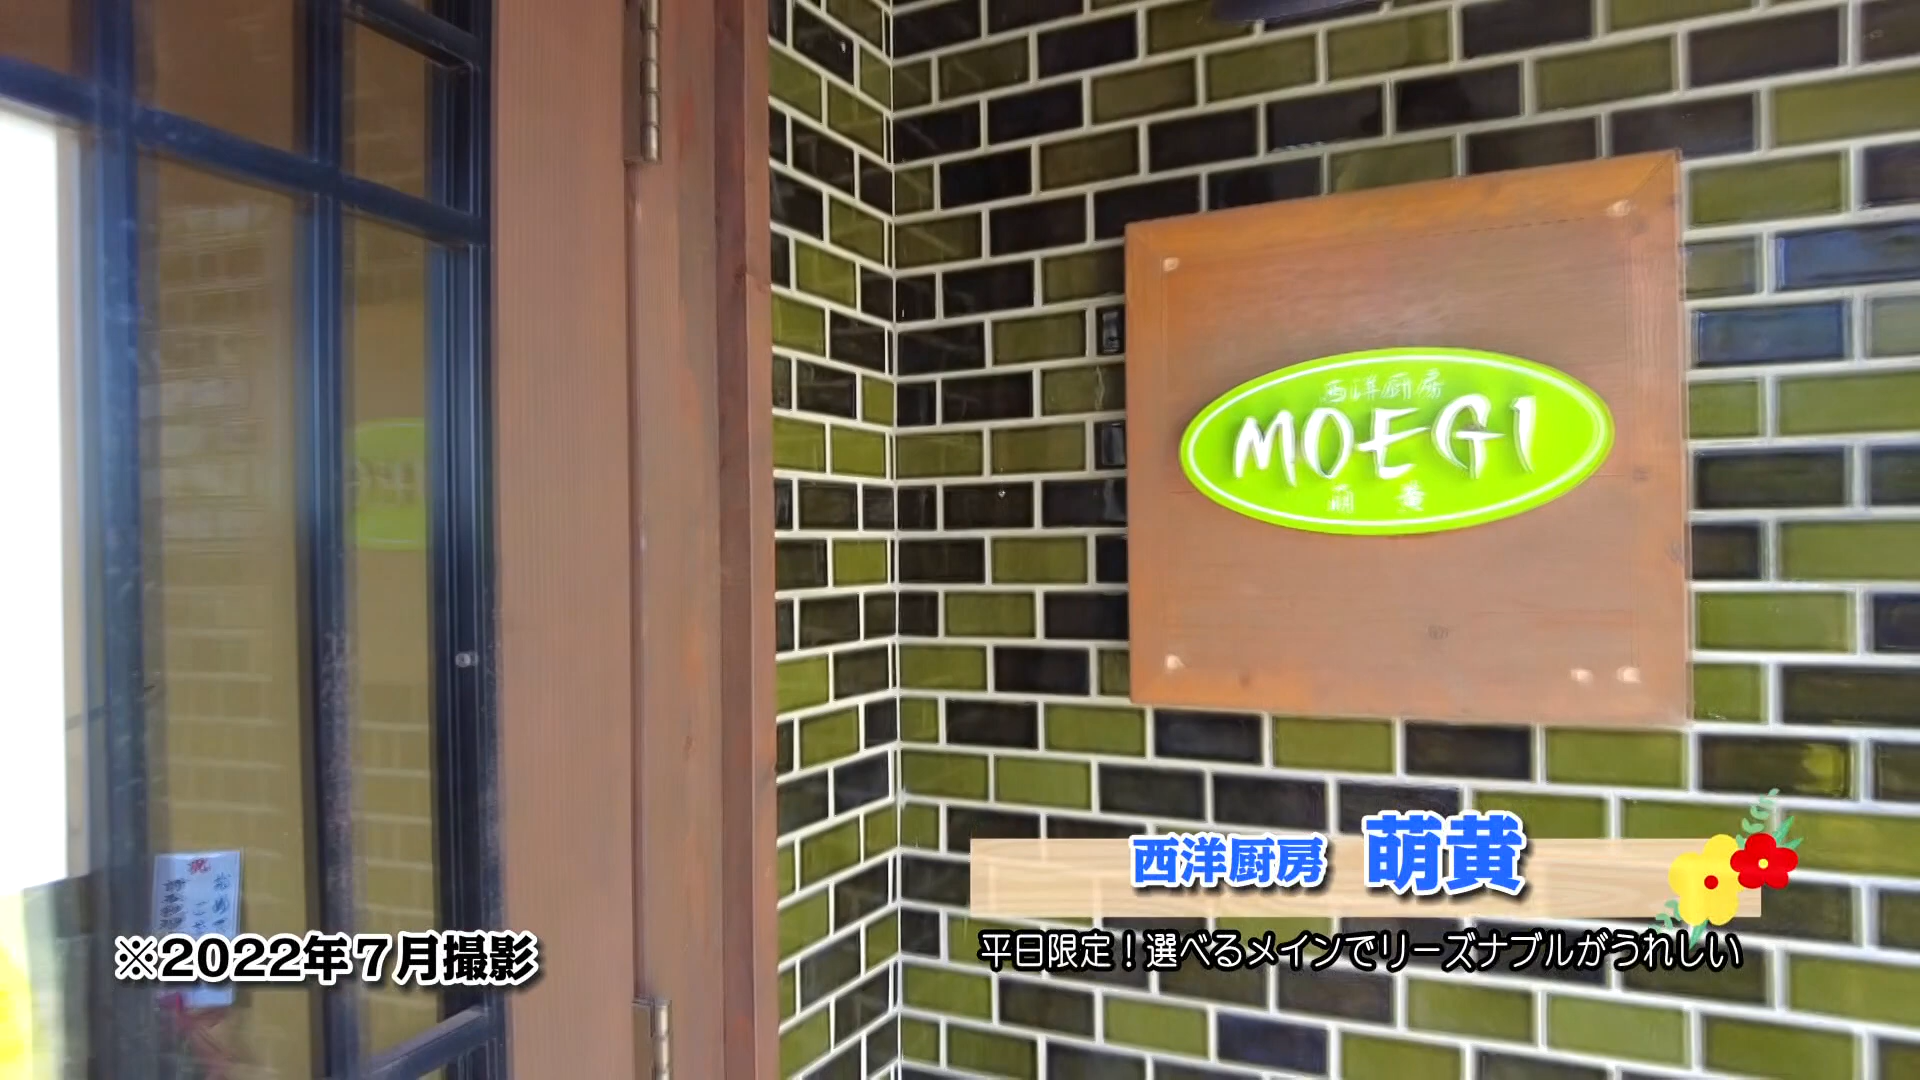 西洋厨房
MOEGI
萌黄
西洋厨房 萌黄
平日限定！選べるメインでリーズナブルがうれしい
※2022年7月撮影
祝